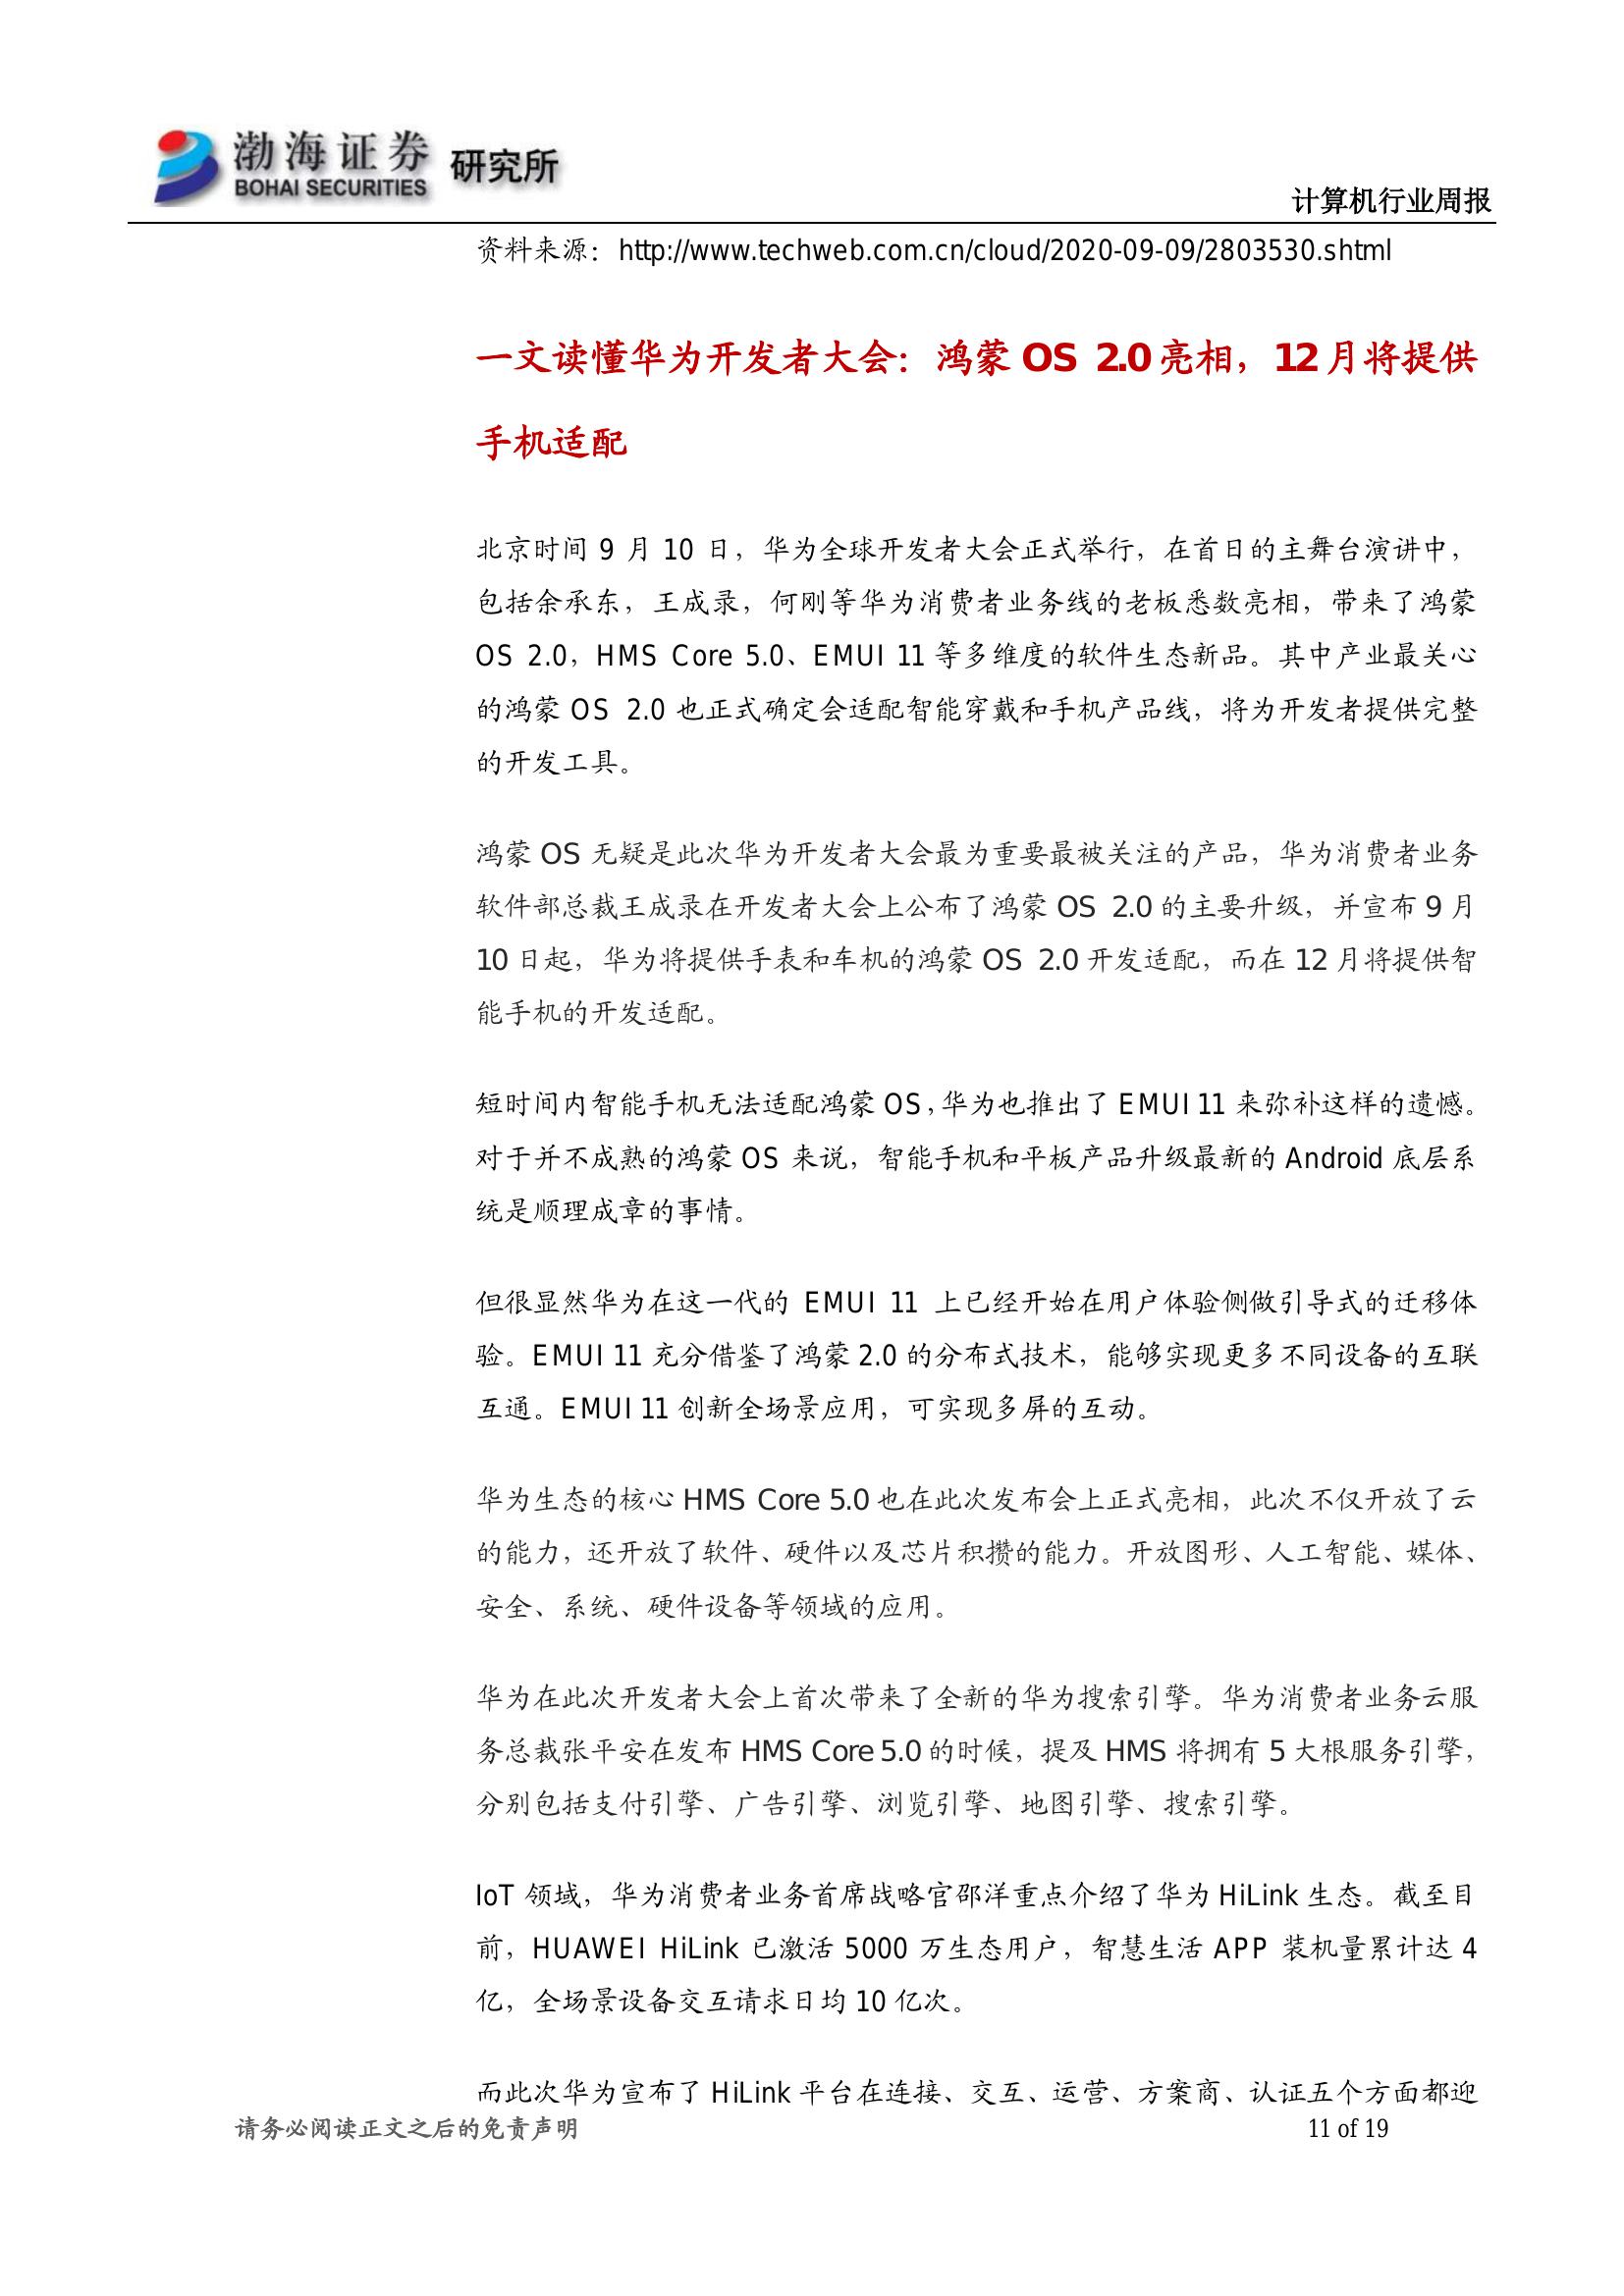 渤海证券 研究所
BOHAI SECURITIES
计算机行业周报
资料来源：http://www.techweb.com.cn/cloud/2020-09-09/2803530.shtml
一文读懂华为开发者大会：鸿蒙 OS 2.0 亮相，12 月将提供
手机适配
北京时间 9 月 10 日，华为全球开发者大会正式举行，在首日的主舞台演讲中，
包括余承东，王成录，何刚等华为消费者业务线的老板悉数亮相，带来了鸿蒙
OS 2.0，HMS Core 5.0、EMUI 11 等多维度的软件生态新品。其中产业最关心
的鸿蒙 OS 2.0 也正式确定会适配智能穿戴和手机产品线，将为开发者提供完整
的开发工具。
鸿蒙 OS 无疑是此次华为开发者大会最为重要最被关注的产品，华为消费者业务
软件部总裁王成录在开发者大会上公布了鸿蒙 OS 2.0 的主要升级，并宣布 9 月
10 日起，华为将提供手表和车机的鸿蒙 OS 2.0 开发适配，而在 12 月将提供智
能手机的开发适配。
短时间内智能手机无法适配鸿蒙 OS，华为也推出了 EMUI 11 来弥补这样的遗憾。
对于并不成熟的鸿蒙 OS 来说，智能手机和平板产品升级最新的 Android 底层系
统是顺理成章的事情。
但很显然华为在这一代的 EMUI 11 上已经开始在用户体验侧做引导式的迁移体
验。EMUI 11 充分借鉴了鸿蒙 2.0 的分布式技术，能够实现更多不同设备的互联
互通。EMUI 11 创新全场景应用，可实现多屏的互动。
华为生态的核心 HMS Core 5.0 也在此次发布会上正式亮相，此次不仅开放了云
的能力，还开放了软件、硬件以及芯片积攒的能力。开放图形、人工智能、媒体、
安全、系统、硬件设备等领域的应用。
华为在此次开发者大会上首次带来了全新的华为搜索引擎。华为消费者业务云服
务总裁张平安在发布 HMS Core 5.0 的时候，提及 HMS 将拥有 5 大根服务引擎，
分别包括支付引擎、广告引擎、浏览引擎、地图引擎、搜索引擎。
IoT 领域，华为消费者业务首席战略官邵洋重点介绍了华为 HiLink 生态。截至目
前，HUAWEI HiLink 已激活 5000 万生态用户，智慧生活 APP 装机量累计达 4
亿，全场景设备交互请求日均 10 亿次。
而此次华为宣布了 HiLink 平台在连接、交互、运营、方案商、认证五个方面都迎
请务必阅读正文之后的免责声明
11 of 19